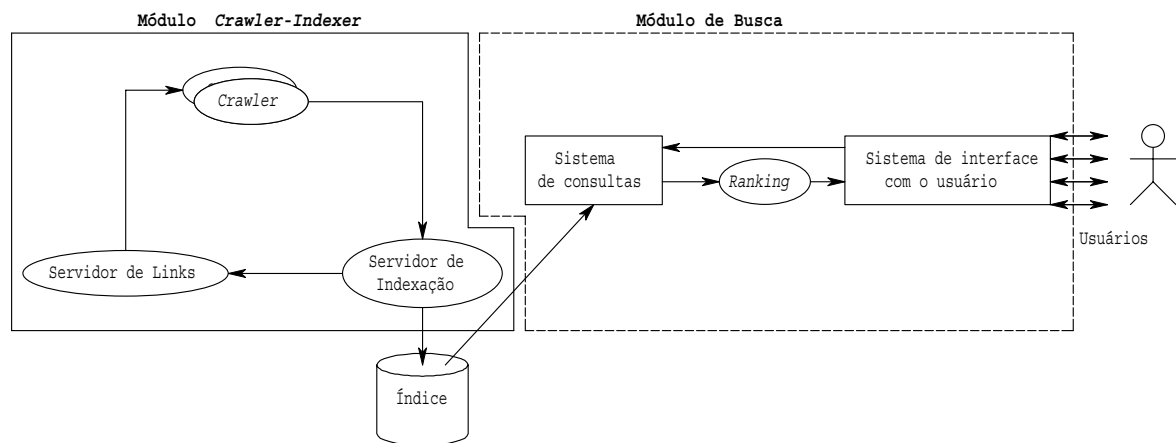 Módulo Crawler-Indexer
Módulo de Busca
Crawler
Sistema
de consultas
Ranking
Sistema de interface
com o usuário
Usuários
Servidor de Links
Servidor de
Indexação
Índice